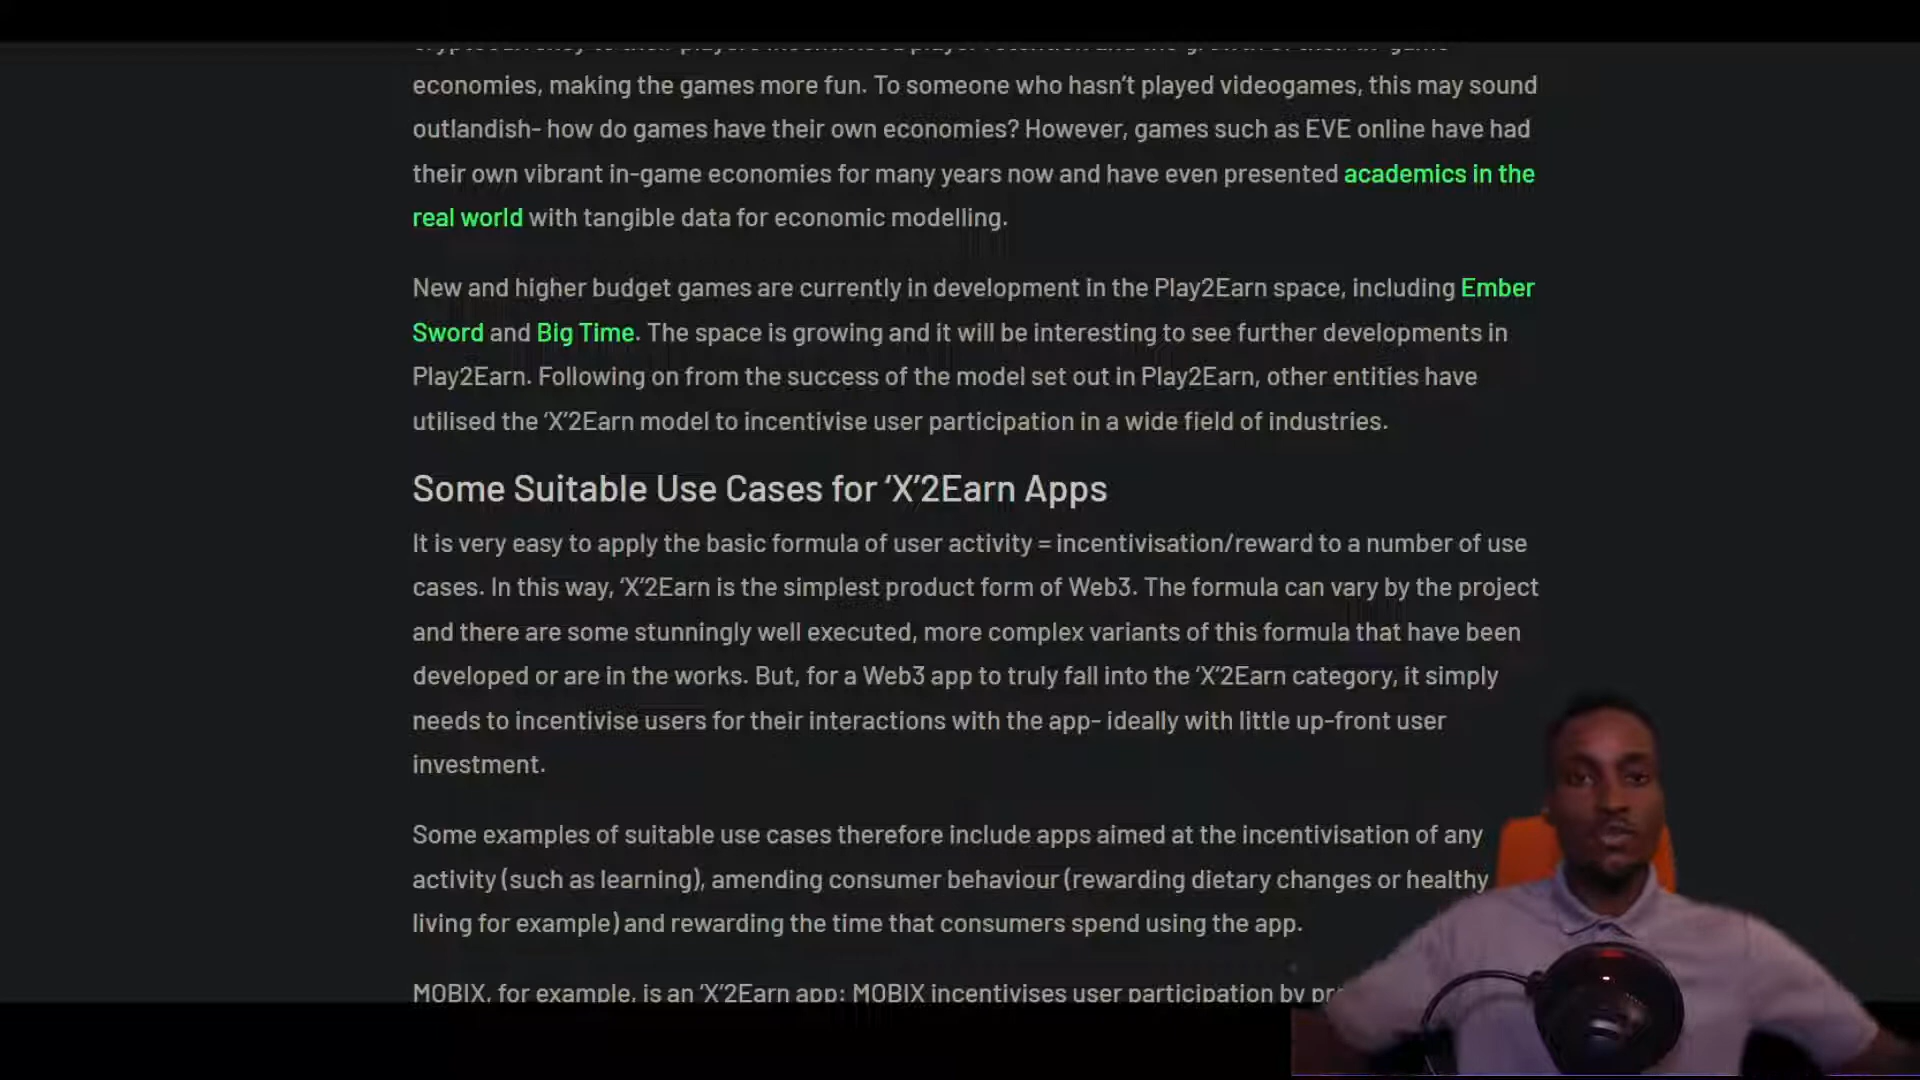 economies, making the games more fun. To someone who hasn't played videogames, this may sound
outlandish- how do games have their own economies? However, games such as EVE online have had
their own vibrant in-game economies for many years now and have even presented academics in the
real world with tangible data for economic modelling.
New and higher budget games are currently in development in the Play2Earn space, including Ember
Sword and Big Time. The space is growing and it will be interesting to see further developments in
Play2Earn. Following on from the success of the model set out in Play2Earn, other entities have
utilised the ‘X’2Earn model to incentivise user participation in a wide field of industries.
Some Suitable Use Cases for ‘X’2Earn Apps
It is very easy to apply the basic formula of user activity = incentivisation/reward to a number of use
cases. In this way, ‘X’2Earn is the simplest product form of Web3. The formula can vary by the project
and there are some stunningly well executed, more complex variants of this formula that have been
developed or are in the works. But, for a Web3 app to truly fall into the ‘X’2Earn category, it simply
needs to incentivise users for their interactions with the app- ideally with little up-front user
investment.
Some examples of suitable use cases therefore include apps aimed at the incentivisation of any
activity (such as learning), amending consumer behaviour (rewarding dietary changes or healthy
living for example) and rewarding the time that consumers spend using the app.
MOBIX, for example, is an ‘X’2Earn app: MOBIX incentivises user participation by